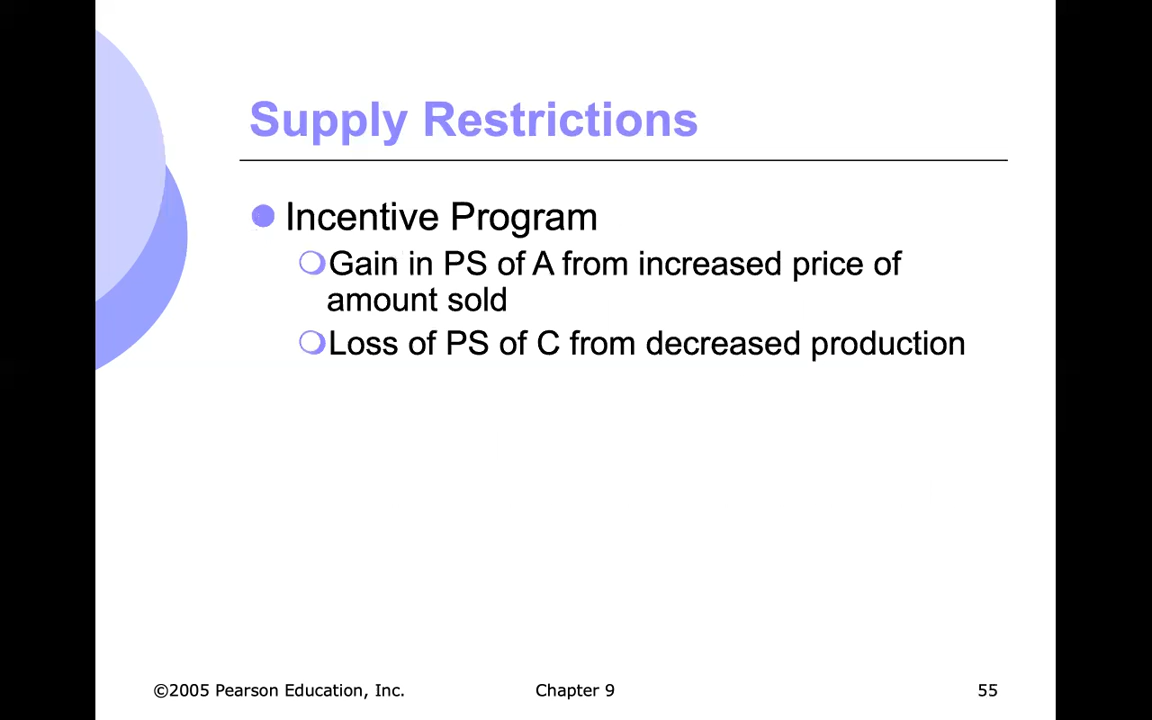 Supply Restrictions
Incentive Program
Gain in PS of A from increased price of
amount sold
Loss of PS of C from decreased production
©2005 Pearson Education, Inc.
Chapter 9
55